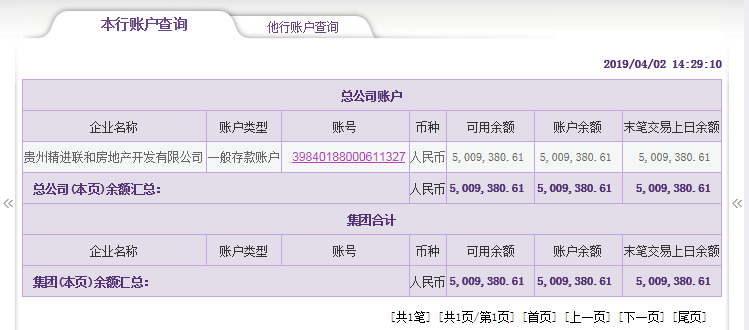 本行账户查询 他行账户查询
2019/04/02 14:29:10
总公司账户
企业名称 账户类型 账号 币种 可用余额 账户余额 末笔交易上日余额
贵州精进联和房地产开发有限公司 一般存款账户 39840188000611327 人民币 5,009,380.61 5,009,380.61 5,009,380.61
总公司(本页)余额汇总: 人民币 5,009,380.61 5,009,380.61 5,009,380.61
集团合计
企业名称 账户类型 账号 币种 可用余额 账户余额 末笔交易上日余额
集团(本页)余额汇总: 人民币 5,009,380.61 5,009,380.61 5,009,380.61
[共1笔] [共1页/第1页] [首页] [上一页] [下一页] [尾页]